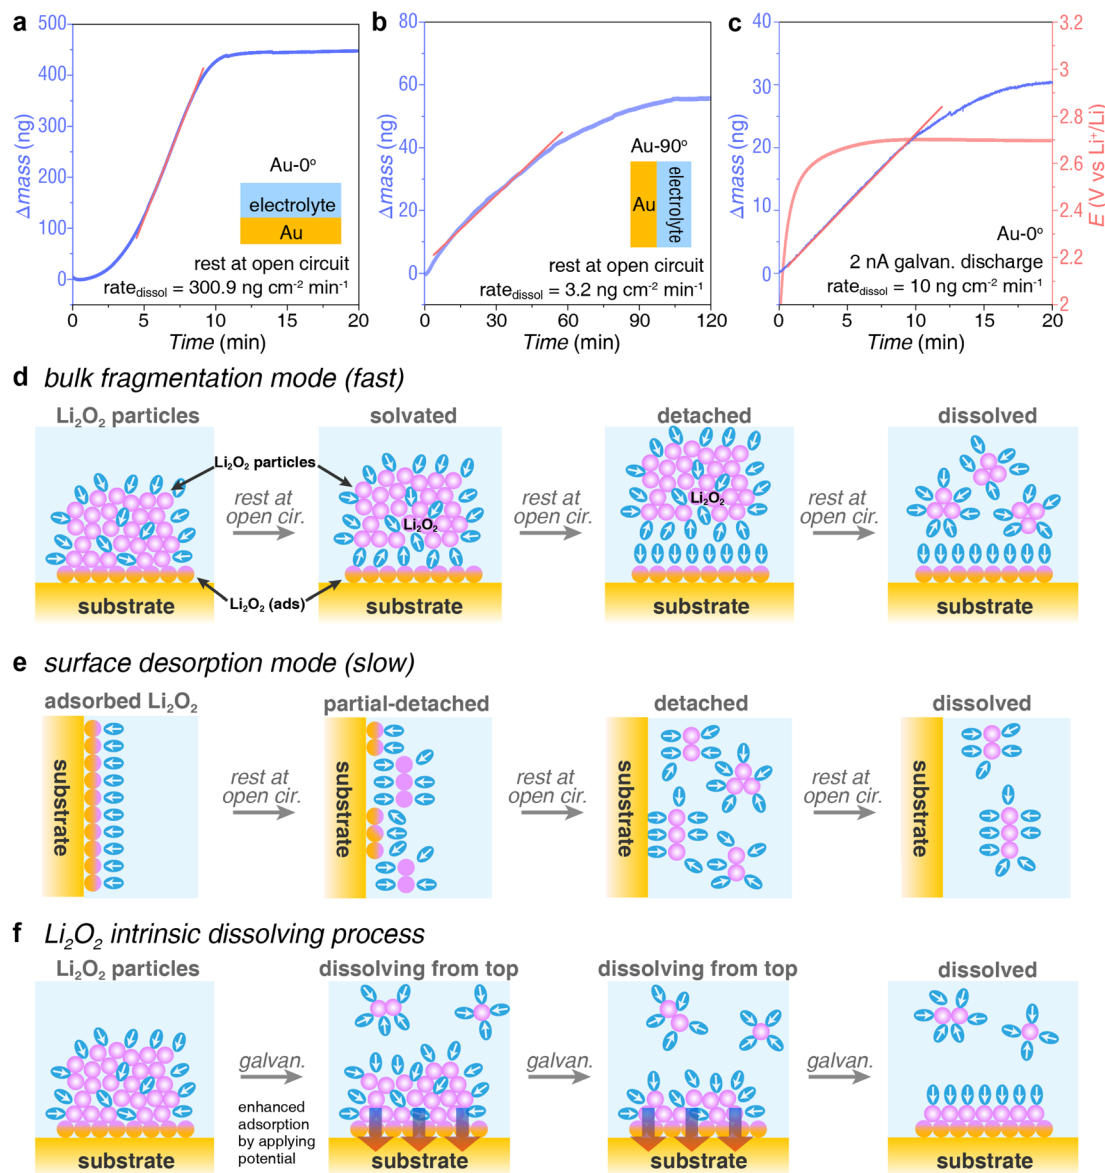 a
500
400
300
200
100
0
Δmass (ng)
Au-0°
electrolyte
Au
rest at open circuit
rate_dissol = 300.9 ng cm⁻² min⁻¹
0 5 10 15 20
Time (min)
b
80
60
40
20
0
Δmass (ng)
Au-90°
Au
electrolyte
rest at open circuit
rate_dissol = 3.2 ng cm⁻² min⁻¹
0 30 60 90 120
Time (min)
c
40
30
20
10
0
Δmass (ng)
3.2
3
2.8
2.6
2.4
2.2
2
E (V vs Li⁺/Li)
Au-0°
2 nA galvan. discharge
rate_dissol = 10 ng cm⁻² min⁻¹
0 5 10 15 20
Time (min)
d bulk fragmentation mode (fast)
Li₂O₂ particles
solvated
detached
dissolved
Li₂O₂ particles
rest at
open cir.
Li₂O₂
rest at
open cir.
Li₂O₂
rest at
open cir.
Li₂O₂ (ads)
substrate
substrate
substrate
substrate
e surface desorption mode (slow)
adsorbed Li₂O₂
partial-detached
detached
dissolved
substrate
rest at
open cir.
substrate
rest at
open cir.
substrate
rest at
open cir.
substrate
f Li₂O₂ intrinsic dissolving process
Li₂O₂ particles
dissolving from top
dissolving from top
dissolved
galvan.
galvan.
galvan.
enhanced
adsorption
by applying
potential
substrate
substrate
substrate
substrate